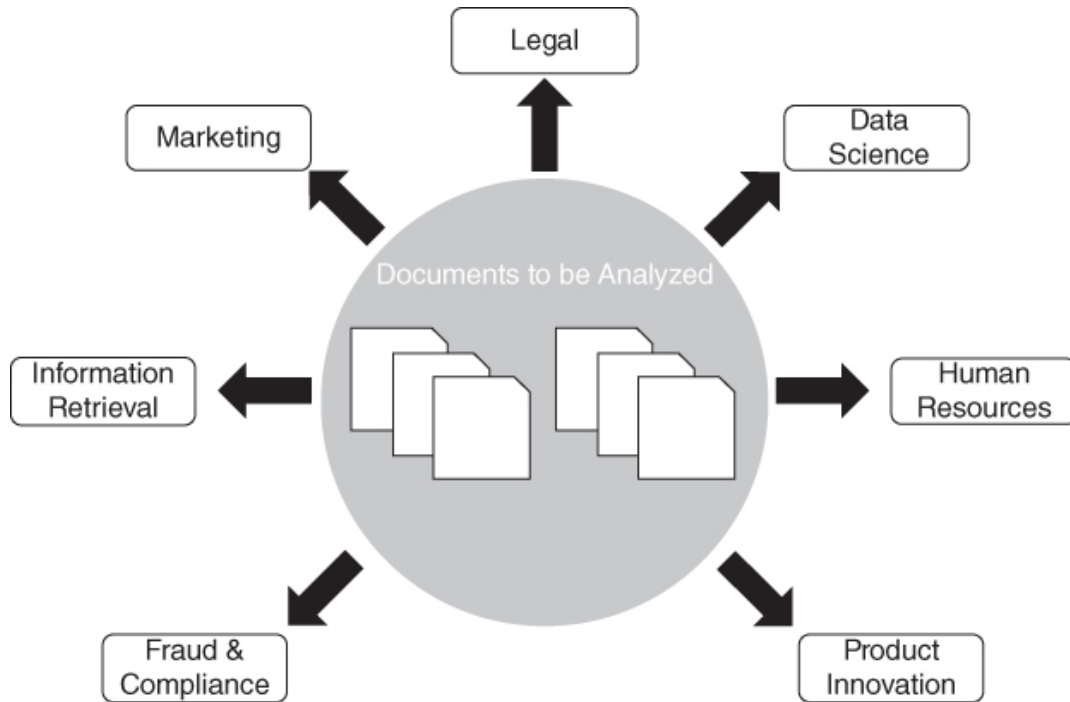 Legal
Marketing
Data
Science
Documents to be Analyzed
Information
Retrieval
Human
Resources
Fraud &
Compliance
Product
Innovation